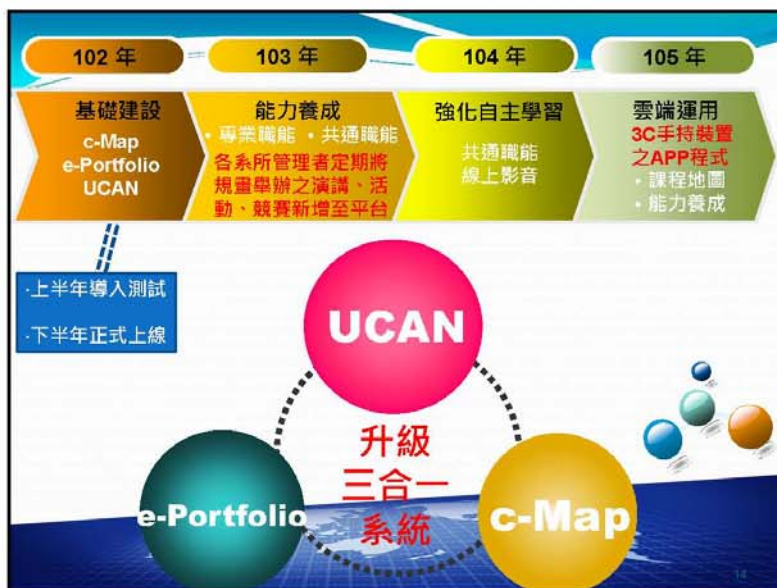 102 年
103 年
104 年
105 年
基礎建設
c-Map
e-Portfolio
UCAN
能力養成
• 專業職能 • 共通職能
各系所管理者定期將
規畫舉辦之演講、活
動、競賽新增至平台
強化自主學習
共通職能
線上影音
雲端運用
3C手持裝置
之APP程式
• 課程地圖
• 能力養成
·上半年導入測試
·下半年正式上線
UCAN
升級
三合一
系統
e-Portfolio
c-Map
14